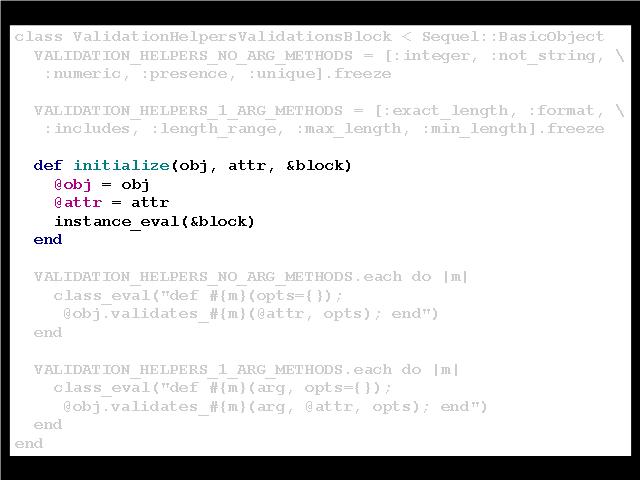 class ValidationHelpersValidationsBlock < Sequel::BasicObject
VALIDATION_HELPERS_NO_ARG_METHODS = [:integer, :not_string, \
:numeric, :presence, :unique].freeze
VALIDATION_HELPERS_1_ARG_METHODS = [:exact_length, :format, \
:includes, :length_range, :max_length, :min_length].freeze
def initialize(obj, attr, &block)
@obj = obj
@attr = attr
instance_eval(&block)
end
VALIDATION_HELPERS_NO_ARG_METHODS.each do |m|
class_eval("def #{m}(opts={});
@obj.validates_#{m}(@attr, opts); end")
end
VALIDATION_HELPERS_1_ARG_METHODS.each do |m|
class_eval("def #{m}(arg, opts={});
@obj.validates_#{m}(arg, @attr, opts); end")
end
end